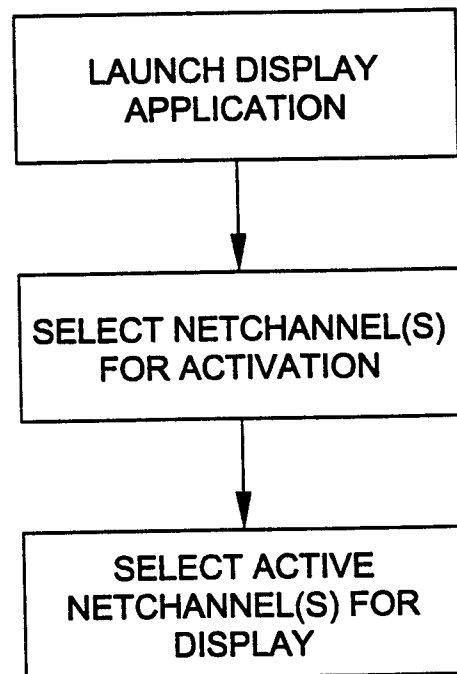 LAUNCH DISPLAY
APPLICATION
SELECT NETCHANNEL(S)
FOR ACTIVATION
SELECT ACTIVE
NETCHANNEL(S) FOR
DISPLAY